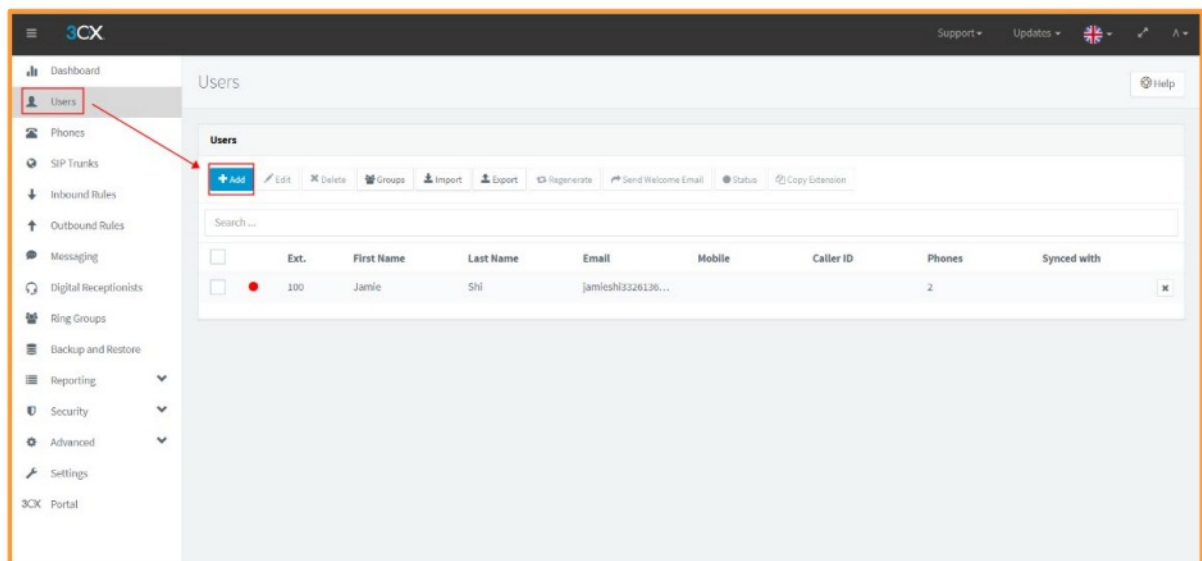 3CX Support Updates
Dashboard
Users
Phones
SIP Trunks
Inbound Rules
Outbound Rules
Messaging
Digital Receptionists
Ring Groups
Backup and Restore
Reporting
Security
Advanced
Settings
3CX Portal
Users Help
Users
Add Edit Delete Groups Import Export Regenerate Send Welcome Email Status Copy Extension
Search ...
Ext. First Name Last Name Email Mobile Caller ID Phones Synced with
100 Jamie Shi jamieshi3326136... 2